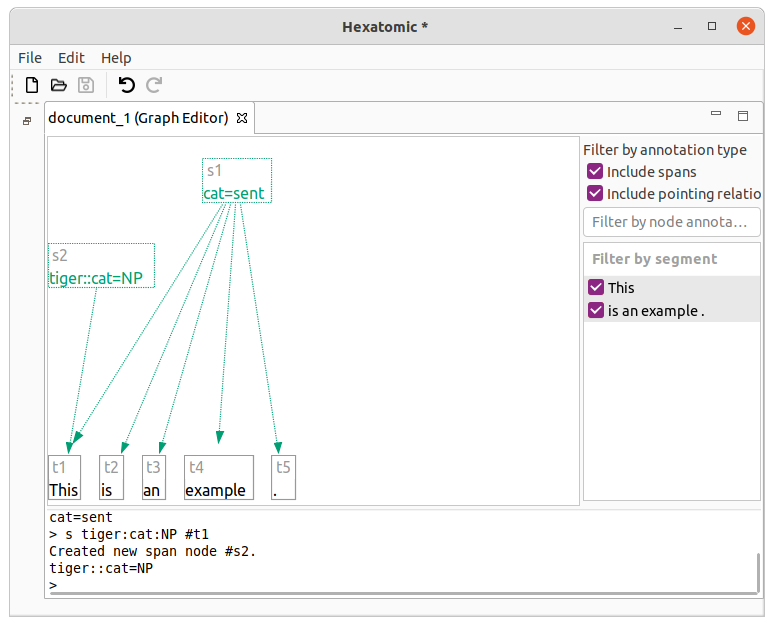 Hexatomic *
File Edit Help
document_1 (Graph Editor)
s1
cat=sent
s2
tiger::cat=NP
t1 t2 t3 t4 t5
This is an example .
Filter by annotation type
Include spans
Include pointing relatio
Filter by node annota...
Filter by segment
This
is an example .
cat=sent
> s tiger:cat:NP #t1
Created new span node #s2.
tiger::cat=NP
>